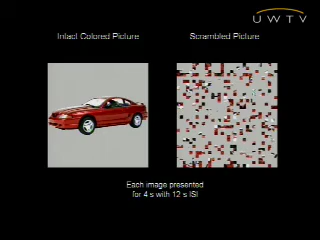 UWTV
Intact Colored Picture
Scrambled Picture
Each image presented
for 4 s with 12 s ISI